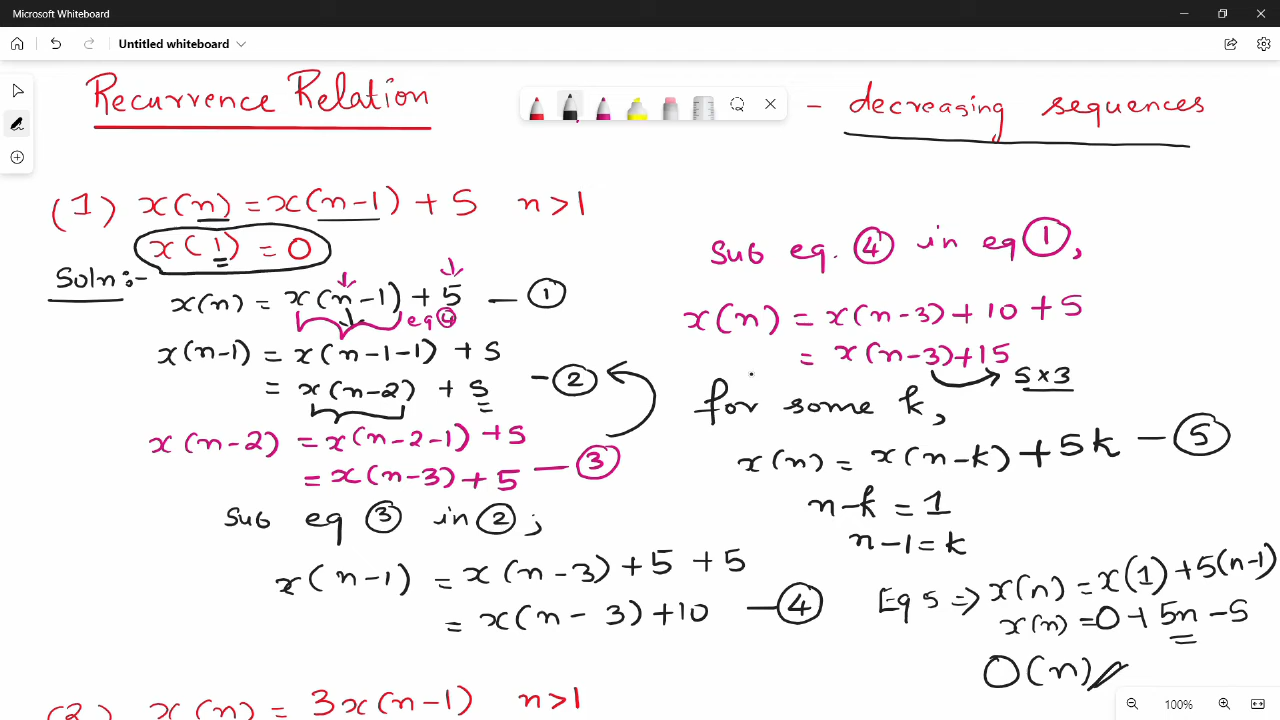 Microsoft Whiteboard
Untitled whiteboard
Recurrence Relation - decreasing sequences
(1) x(n) = x(n-1) + 5 n>1
x(1) = 0
Soln:-
x(n) = x(n-1) + 5 — ①
eq ④
x(n-1) = x(n-1-1) + 5
= x(n-2) + 5 — ②
x(n-2) = x(n-2-1) + 5
= x(n-3) + 5 — ③
Sub eq ③ in ②;
x(n-1) = x(n-3) + 5 + 5
= x(n-3) + 10 — ④
Sub eq. ④ in eq ①,
x(n) = x(n-3) + 10 + 5
= x(n-3) + 15
5×3
for some k,
x(n) = x(n-k) + 5k — ⑤
n-k = 1
n-1 = k
Eq 5 => x(n) = x(1) + 5(n-1)
x(n) = 0 + 5n - 5
O(n)
(2) x(n) = 3x(n-1) n>1
100%